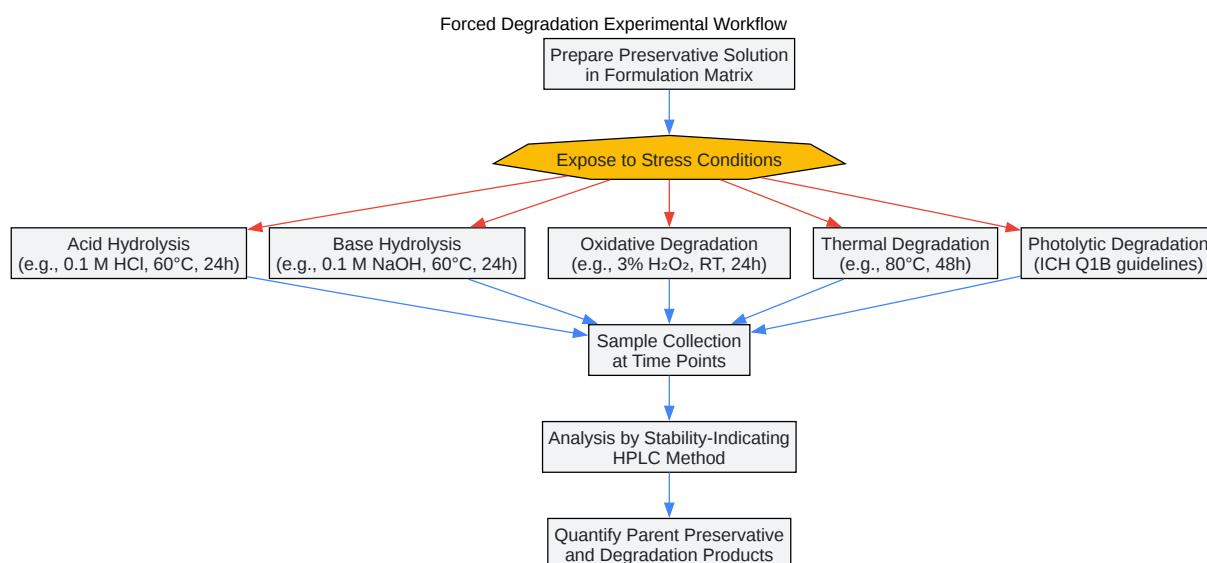 Forced Degradation Experimental Workflow
Prepare Preservative Solution
in Formulation Matrix
Expose to Stress Conditions
Acid Hydrolysis
(e.g., 0.1 M HCl, 60°C, 24h)
Base Hydrolysis
(e.g., 0.1 M NaOH, 60°C, 24h)
Oxidative Degradation
(e.g., 3% H₂O₂, RT, 24h)
Thermal Degradation
(e.g., 80°C, 48h)
Photolytic Degradation
(ICH Q1B guidelines)
Sample Collection
at Time Points
Analysis by Stability-Indicating
HPLC Method
Quantify Parent Preservative
and Degradation Products